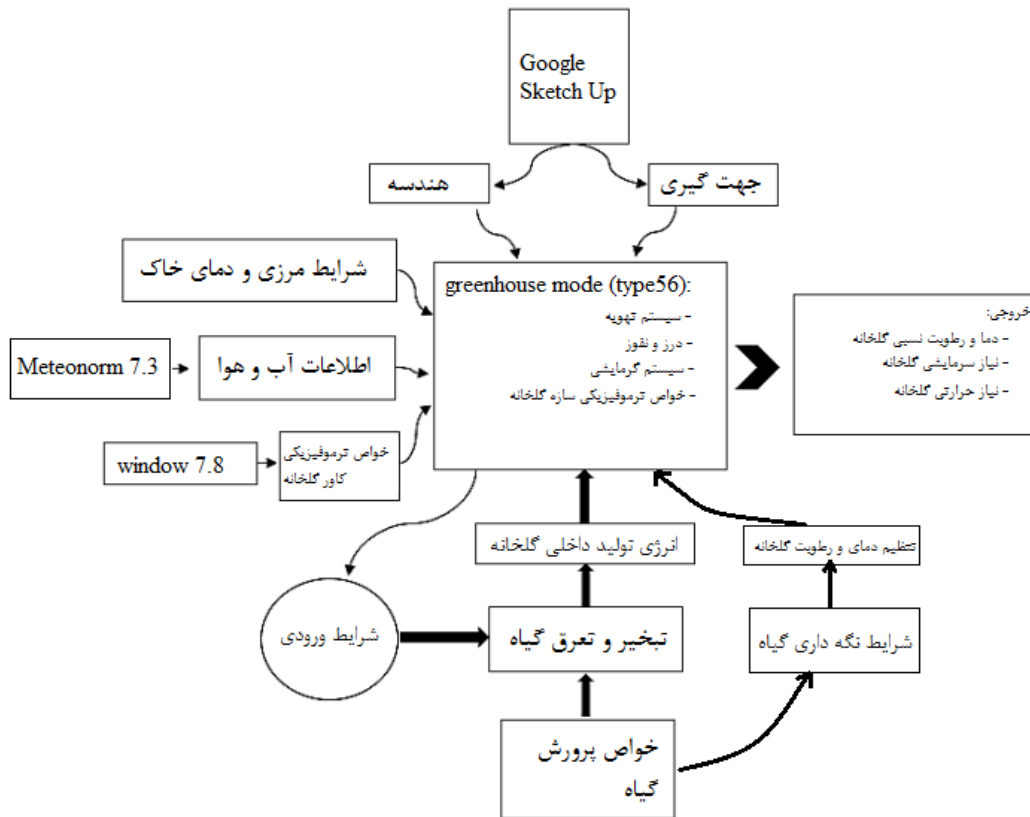 Google
Sketch Up
هندسه
جهت گیری
شرایط مرزی و دمای خاک
greenhouse mode (type56):
- سیستم تهویه
- درز و نقوز
- سیستم گرمایشی
- خواص ترموفیزیکی سازه گلخانه
خروجی:
- دما و رطوبت نسبی گلخانه
- نیاز سرمایشی گلخانه
- نیاز حرارتی گلخانه
Meteonorm 7.3
اطلاعات آب و هوا
window 7.8
خواص ترموفیزیکی
کاور گلخانه
انرژی تولید داخلی گلخانه
تنظیم دمای و رطوبت گلخانه
شرایط ورودی
تبخیر و تعرق گیاه
شرایط نگه داری گیاه
خواص پرورش
گیاه